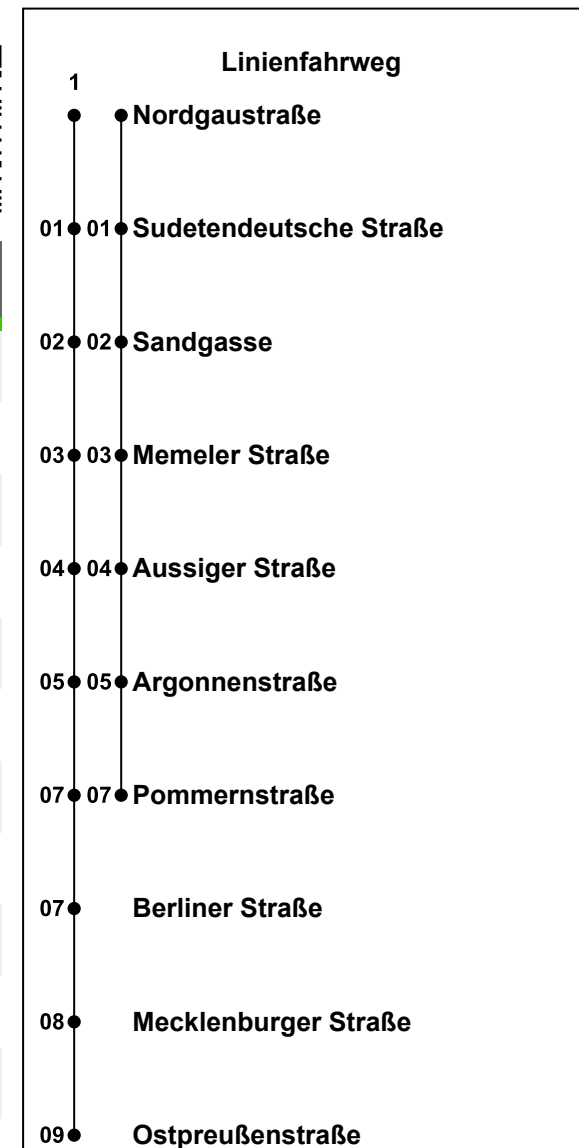 Linienfahrweg
1
Nordgaustraße
01 01 Sudetendeutsche Straße
02 02 Sandgasse
03 03 Memeler Straße
04 04 Aussiger Straße
05 05 Argonnenstraße
07 07 Pommernstraße
07 Berliner Straße
08 Mecklenburger Straße
09 Ostpreußenstraße